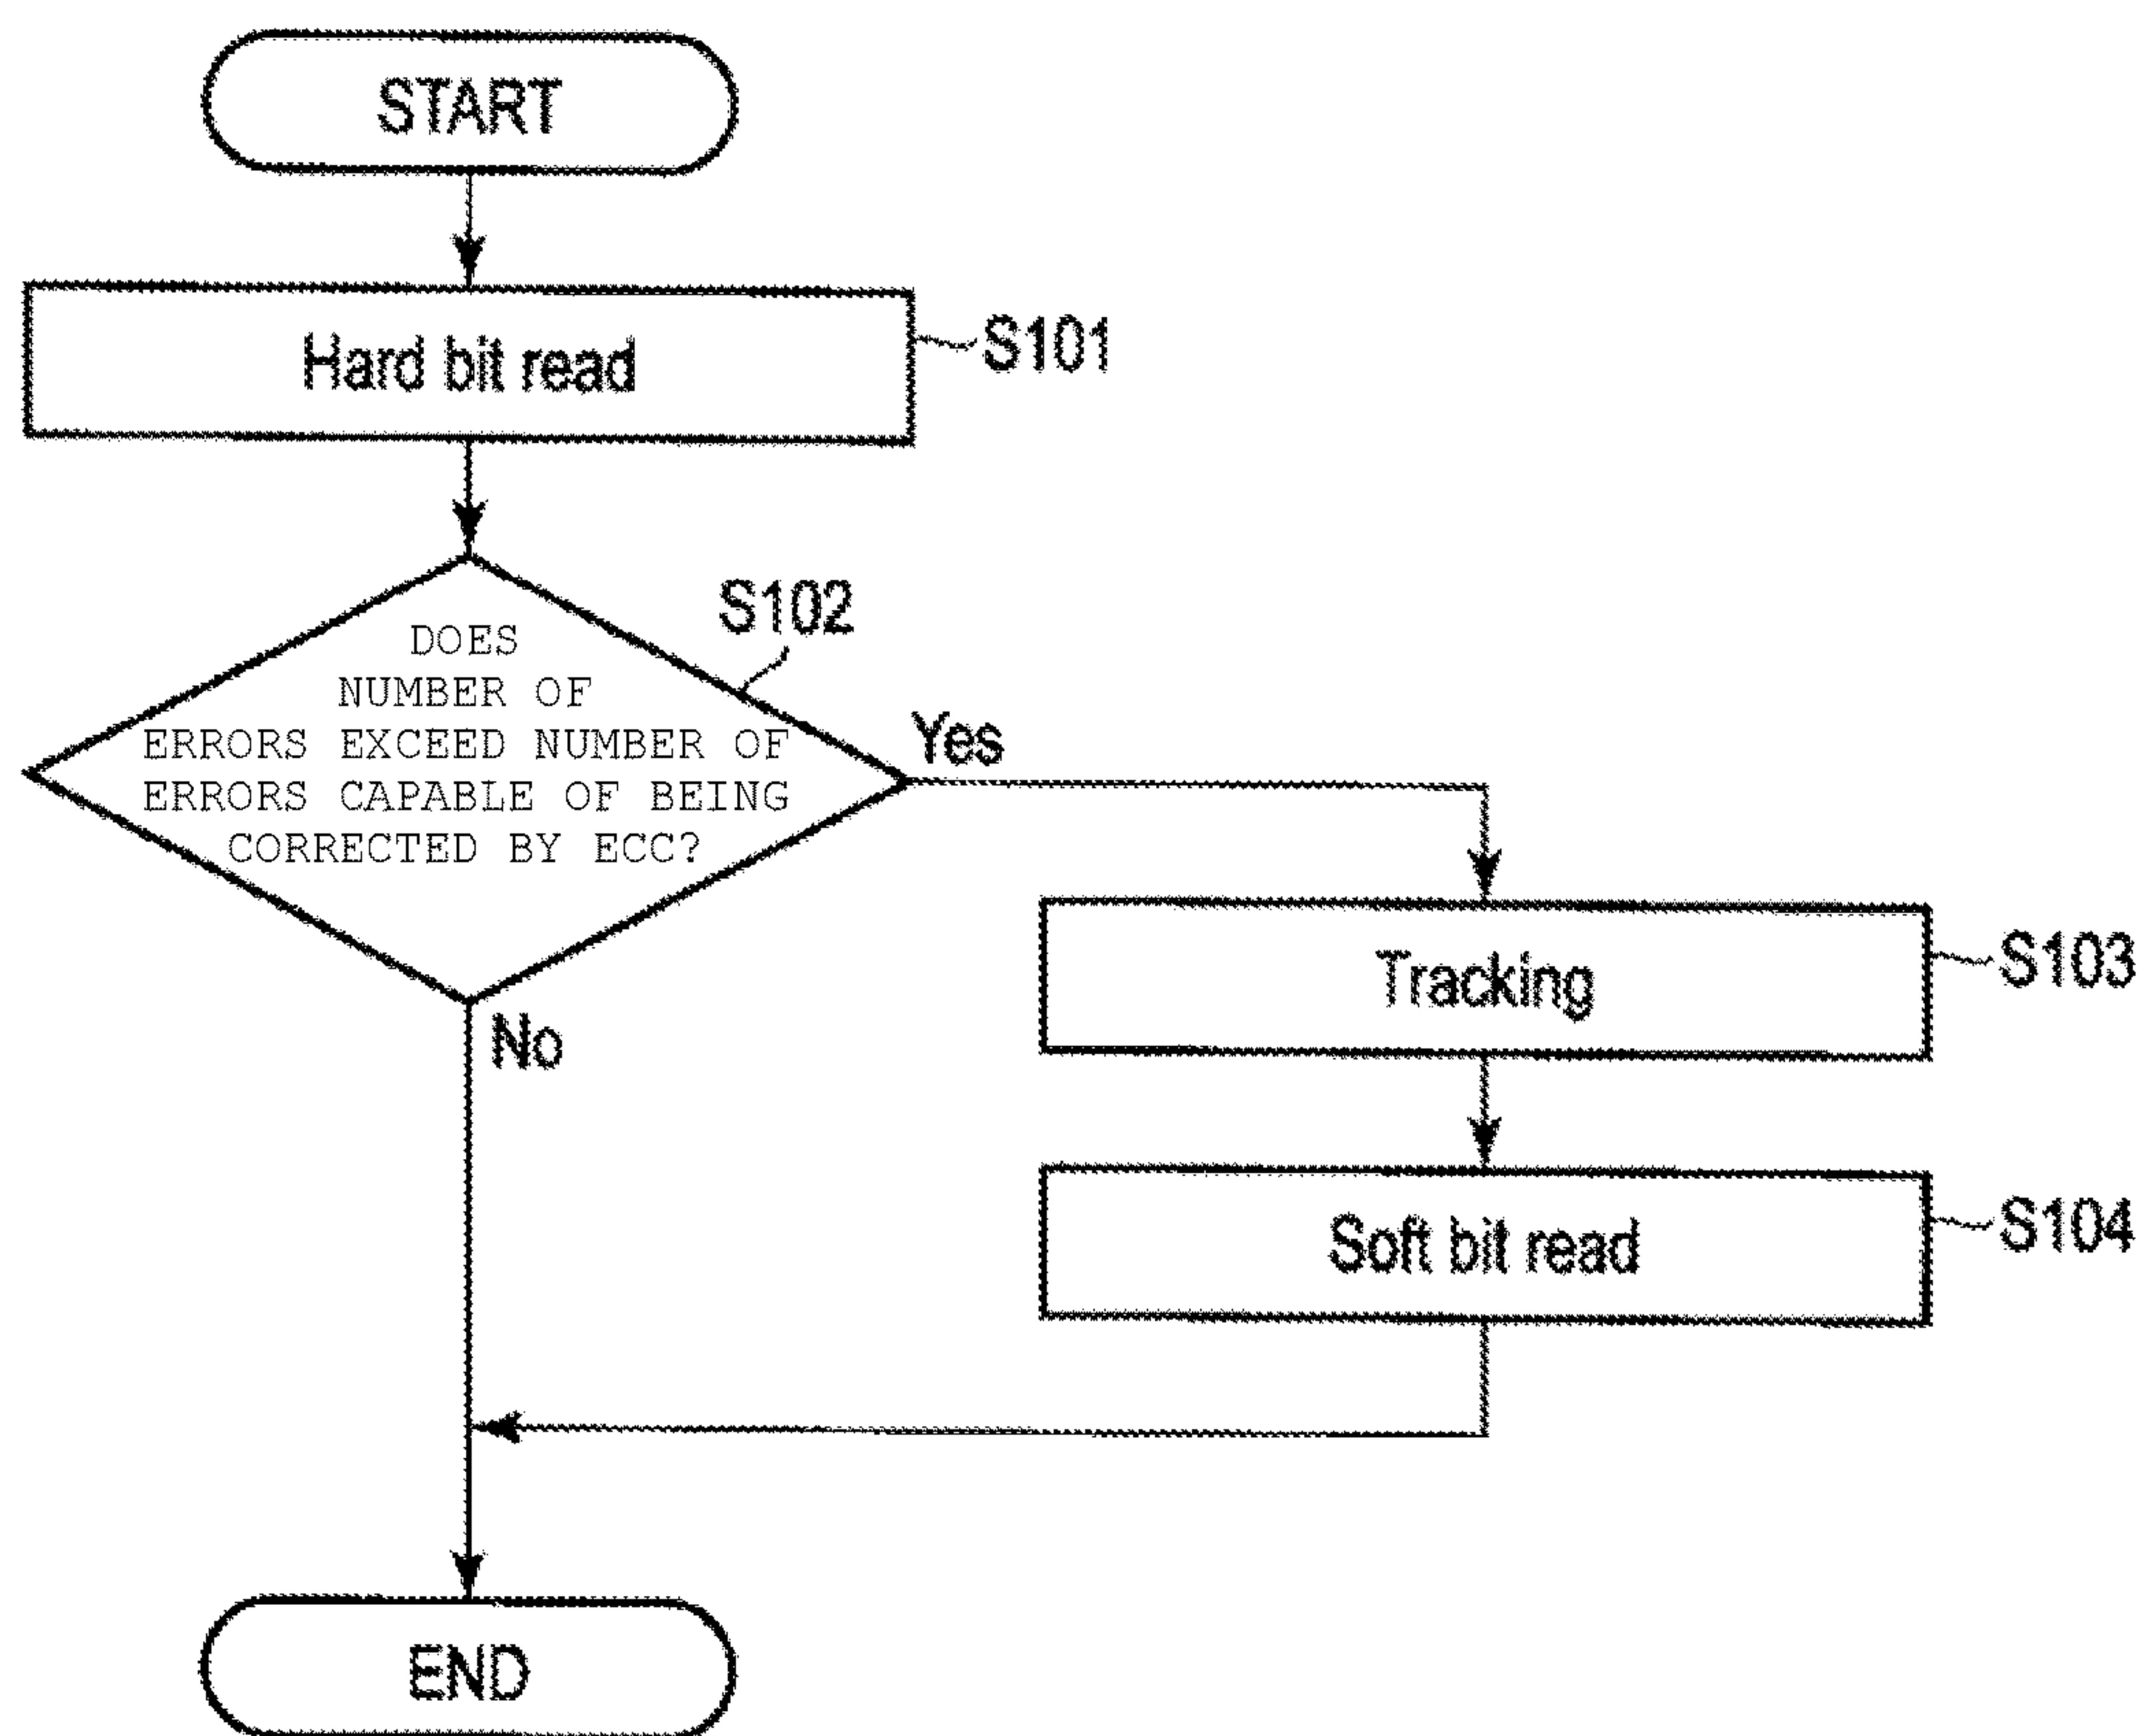 START
Hard bit read
S101
S102
DOES
NUMBER OF
ERRORS EXCEED NUMBER OF
ERRORS CAPABLE OF BEING
CORRECTED BY ECC?
Yes
No
Tracking
S103
Soft bit read
S104
END